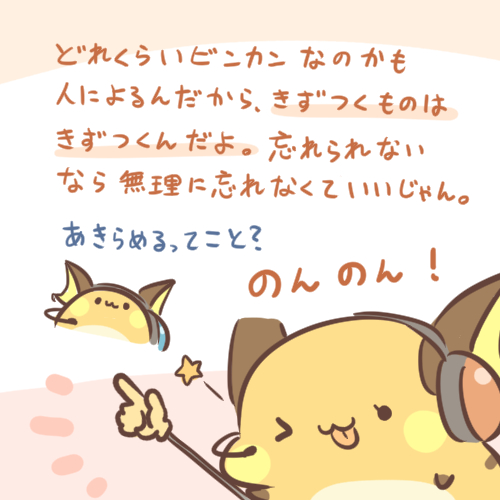 どれくらいビンカンなのかも
人によるんだから、きずつくものは
きずつくんだよ。忘れられない
なら無理に忘れなくていいじゃん。
あきらめるってこと?
のんのん!